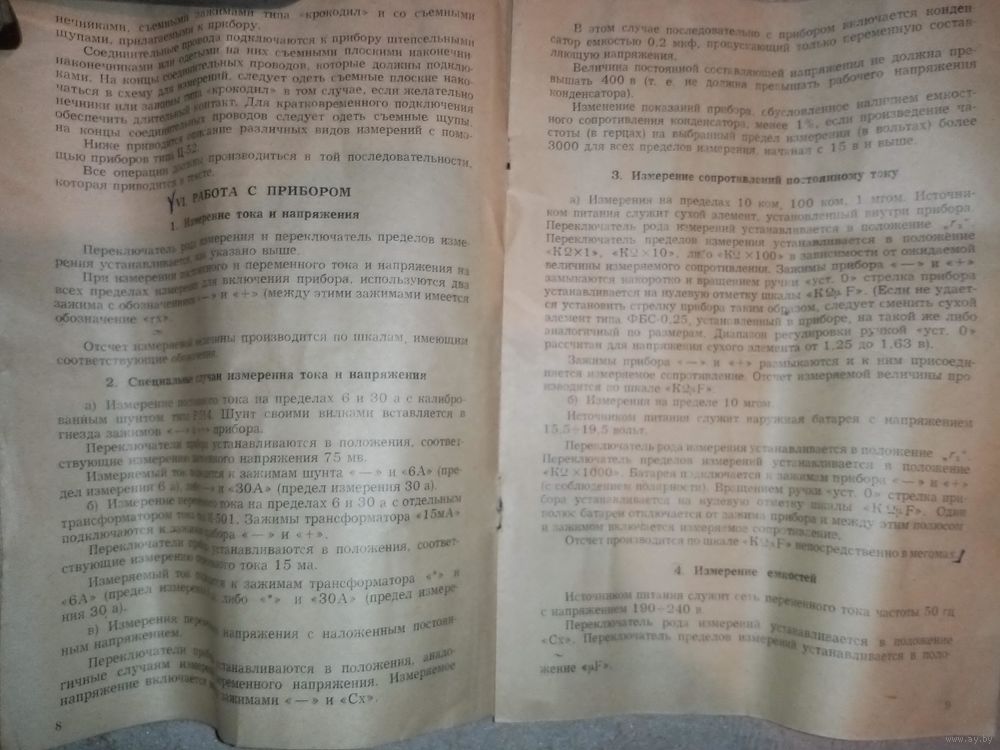 нечниками, съемными зажимами типа «крокодил» и со съемными
щупами, прилагаемыми к прибору.
Соединительные провода подключаются к прибору штепсельными
наконечниками или одетыми на них съемными плоскими наконечни
ками. На концы соединительных проводов, которые должны подклю-
чаться в схему для измерений, следует одеть съемные плоские нако-
нечники или зажимы типа «крокодил» в том случае, если желательно
обеспечить длительный контакт. Для кратковременного подключения
на концы соединительных проводов следует одеть съемные щупы.
Ниже приводится описание различных видов измерений с помо-
щью приборов типа Ц-52.
Все операции должны производиться в той последовательности,
которая приводится в тексте.
VI. РАБОТА С ПРИБОРОМ
1. Измерение тока и напряжения
Переключатель рода измерения и переключатель пределов изме-
рения устанавливается, как указано выше.
При измерении постоянного и переменного тока и напряжения на
всех пределах измерения для включения прибора, используются два
зажима с обозначением «—» и «+» (между этими зажимами имеется
обозначение «rx»).
Отсчет измеряемой величины производится по шкалам, имеющим
соответствующие обозначения.
2. Специальные случаи измерения тока и напряжения
а) Измерение постоянного тока на пределах 6 и 30 а с калибро-
ванным шунтом типа Р-114. Шунт своими вилками вставляется в
гнезда зажимов «—» «+» прибора.
Переключатели прибора устанавливаются в положения, соответ-
ствующие измерению постоянного напряжения 75 мв.
Измеряемый ток подводится к зажимам шунта «—» и «6А» (пре-
дел измерения 6 а), либо «—» и «30А» (предел измерения 30 а).
б) Измерение переменного тока на пределах 6 и 30 а с отдельным
трансформатором тока типа 501. Зажимы трансформатора «15мА»
подключаются к зажимам прибора «—» и «+».
Переключатели прибора устанавливаются в положения, соответ-
ствующие измерению переменного тока 15 ма.
Измеряемый ток подводится к зажимам трансформатора «*» и
«6А» (предел измерения 6 а) либо «*» и «30А» (предел измере-
ния 30 а).
в) Измерения переменного напряжения с наложенным постоян-
ным напряжением.
Переключатели прибора устанавливаются в положения, анало-
гичные случаям измерения переменного напряжения. Измеряемое
напряжение включается между зажимами «—» и «Сх».
8
В этом случае последовательно с прибором включается конден-
сатор емкостью 0,2 мкф, пропускающий только переменную состав-
ляющую напряжения.
Величина постоянной составляющей напряжения не должна пре-
вышать 400 в (т. е. не должна превышать рабочего напряжения
конденсатора).
Изменение показаний прибора, обусловленное наличием емкост-
ного сопротивления конденсатора, менее 1%, если произведение ча-
стоты (в герцах) на выбранный предел измерения (в вольтах) более
3000 для всех пределов измерения, начиная с 15 в и выше.
3. Измерение сопротивлений постоянному току
а) Измерения на пределах 10 ком, 100 ком, 1 мгом. Источни-
ком питания служит сухой элемент, установленный внутри прибора.
Переключатель рода измерений устанавливается в положение „rx“.
Переключатель пределов измерения устанавливается в положение
«КΩ×1», «КΩ×10», либо «КΩ×100» в зависимости от ожидаемой
величины измеряемого сопротивления. Зажимы прибора «—» и «+»
замыкаются накоротко и вращением ручки «уст. 0» стрелка прибора
устанавливается на нулевую отметку шкалы «КΩμF». (Если не удает-
ся установить стрелку прибора таким образом, следует сменить сухой
элемент типа ФБС-0,25, установленный в приборе, на такой же либо
аналогичный по размерам. Диапазон регулировки ручкой «уст. 0»
рассчитан для напряжения сухого элемента от 1,25 до 1,63 в).
Зажимы прибора «—» и «+» размыкаются и к ним присоеди-
няется измеряемое сопротивление. Отсчет измеряемой величины про-
изводится по шкале «КΩμF».
б) Измерения на пределе 10 мгом.
Источником питания служит наружная батарея с напряжением
15,5÷19,5 вольт.
Переключатель рода измерения устанавливается в положение „rx“.
Переключатель пределов измерений устанавливается в положение
«КΩ×1000». Батарея подключается к зажимам прибора «—» и «+»
(с соблюдением полярности). Вращением ручки «уст. 0» стрелка при-
бора устанавливается на нулевую отметку шкалы «КΩμF». Один
полюс батареи отключается от зажима прибора и между этим полюсом
и зажимом включается измеряемое сопротивление.
Отсчет производится по шкале «КΩμF» непосредственно в мегомах.
4. Измерение емкостей
Источником питания служит сеть переменного тока частоты 50 гц
с напряжением 190÷240 в.
Переключатель рода измерений устанавливается в положение
«Сх». Переключатель пределов измерений устанавливается в поло-
жение «μF».
9
www.ay.by